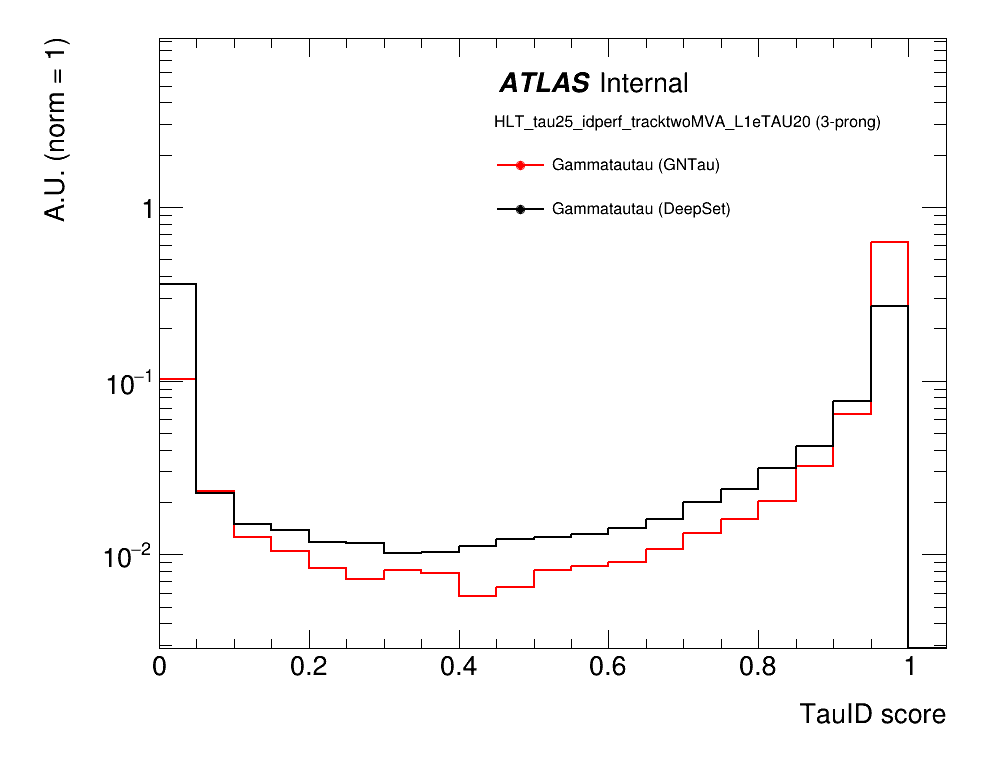 A.U. (norm = 1)
ATLAS Internal
HLT_tau25_idperf_tracktwoMVA_L1eTAU20 (3-prong)
Gammatautau (GNTau)
Gammatautau (DeepSet)
1
10⁻¹
10⁻²
0 0.2 0.4 0.6 0.8 1
TauID score